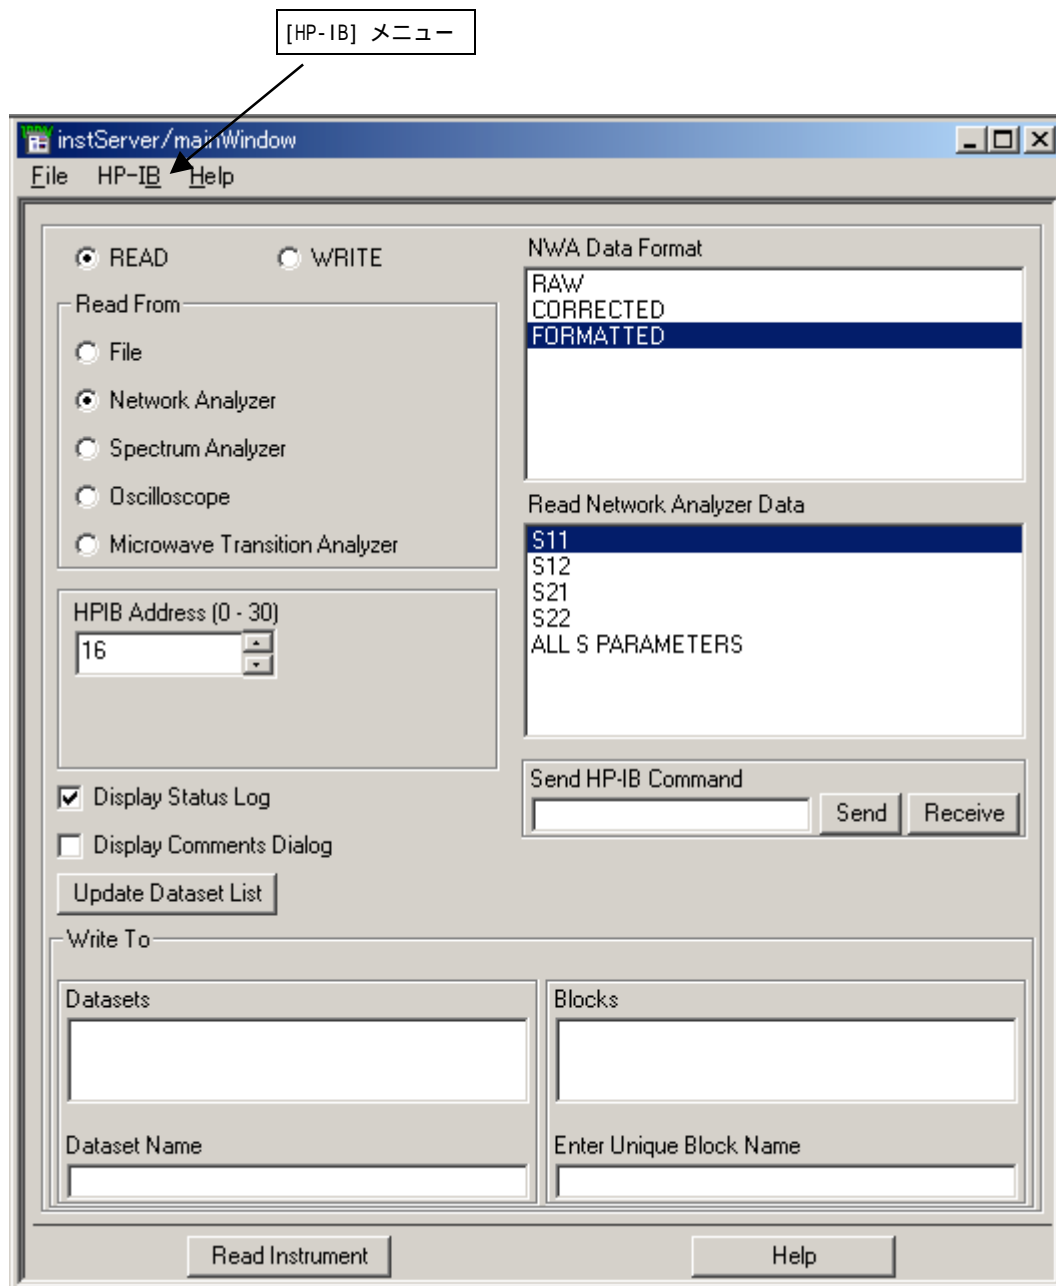 [HP-IB] メニュー
instServer/mainWindow
File HP-IB Help
READ WRITE
Read From
File
Network Analyzer
Spectrum Analyzer
Oscilloscope
Microwave Transition Analyzer
HPIB Address (0 - 30)
16
Display Status Log
Display Comments Dialog
Update Dataset List
NWA Data Format
RAW
CORRECTED
FORMATTED
Read Network Analyzer Data
S11
S12
S21
S22
ALL S PARAMETERS
Send HP-IB Command
Send Receive
Write To
Datasets
Dataset Name
Blocks
Enter Unique Block Name
Read Instrument Help